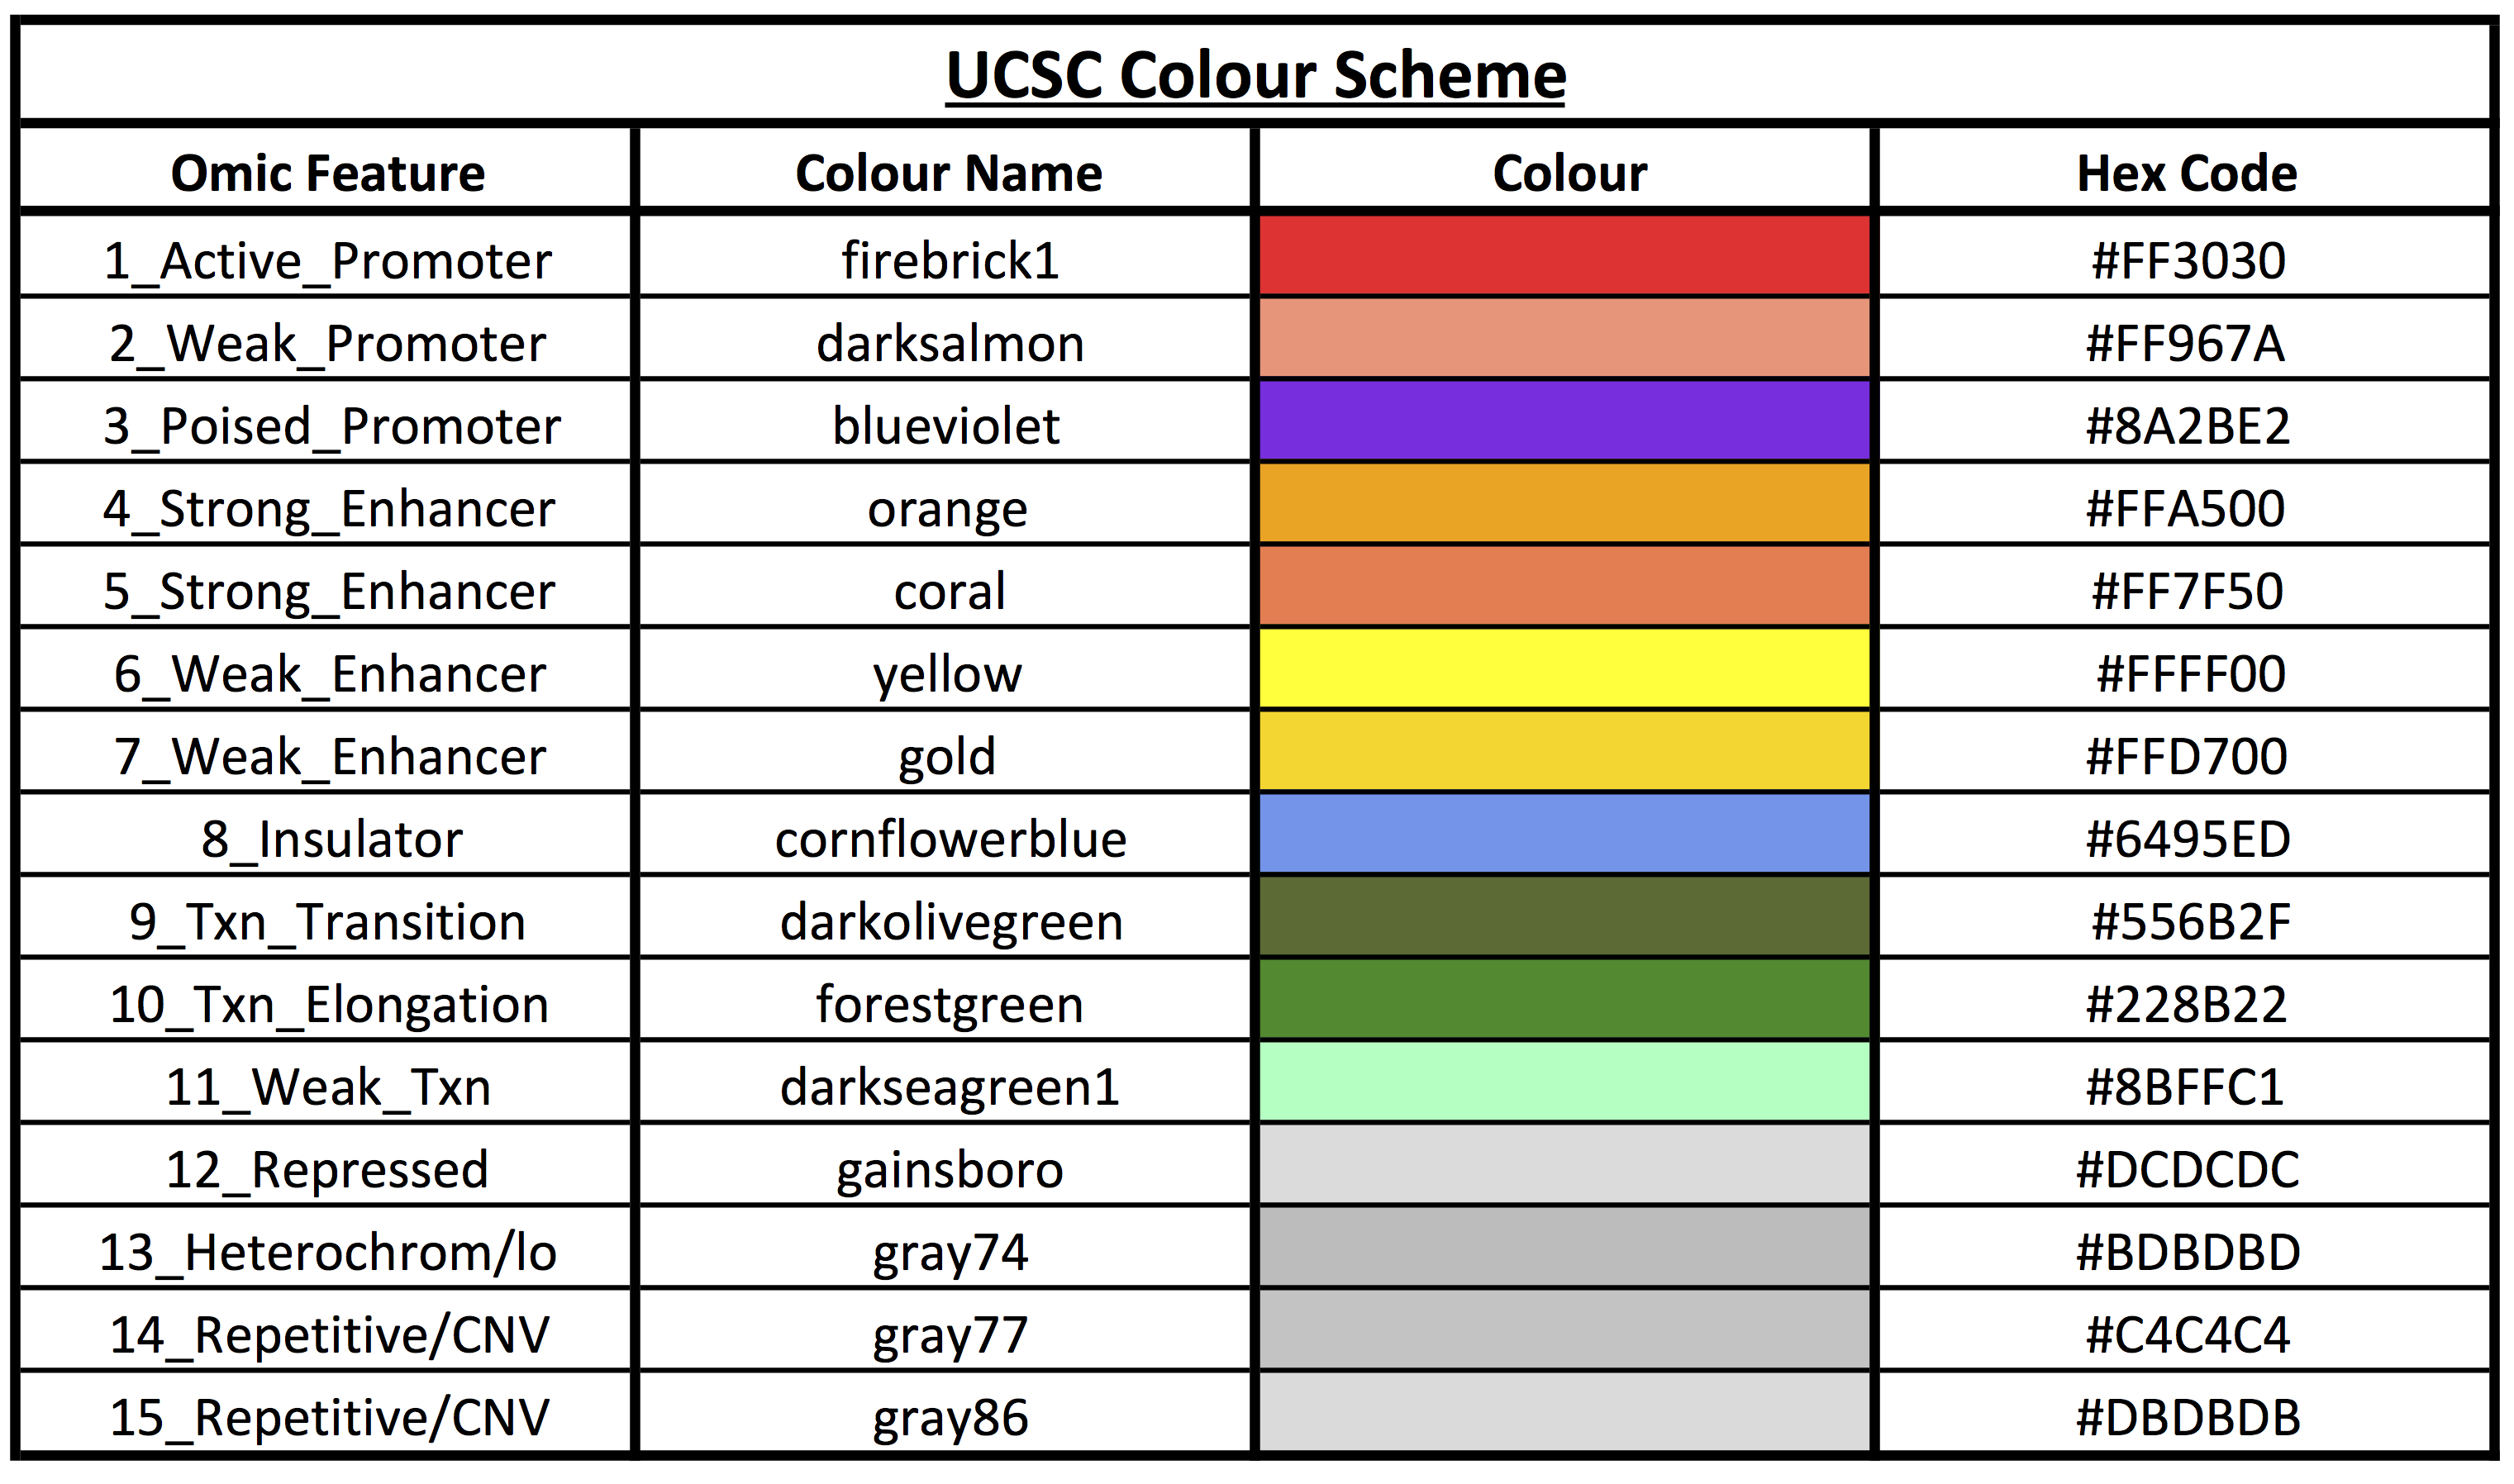 UCSC Colour Scheme
Omic Feature Colour Name Colour Hex Code
1_Active_Promoter firebrick1 #FF3030
2_Weak_Promoter darksalmon #FF967A
3_Poised_Promoter blueviolet #8A2BE2
4_Strong_Enhancer orange #FFA500
5_Strong_Enhancer coral #FF7F50
6_Weak_Enhancer yellow #FFFF00
7_Weak_Enhancer gold #FFD700
8_Insulator cornflowerblue #6495ED
9_Txn_Transition darkolivegreen #556B2F
10_Txn_Elongation forestgreen #228B22
11_Weak_Txn darkseagreen1 #8BFFC1
12_Repressed gainsboro #DCDCDC
13_Heterochrom/lo gray74 #BDBDBD
14_Repetitive/CNV gray77 #C4C4C4
15_Repetitive/CNV gray86 #DBDBDB